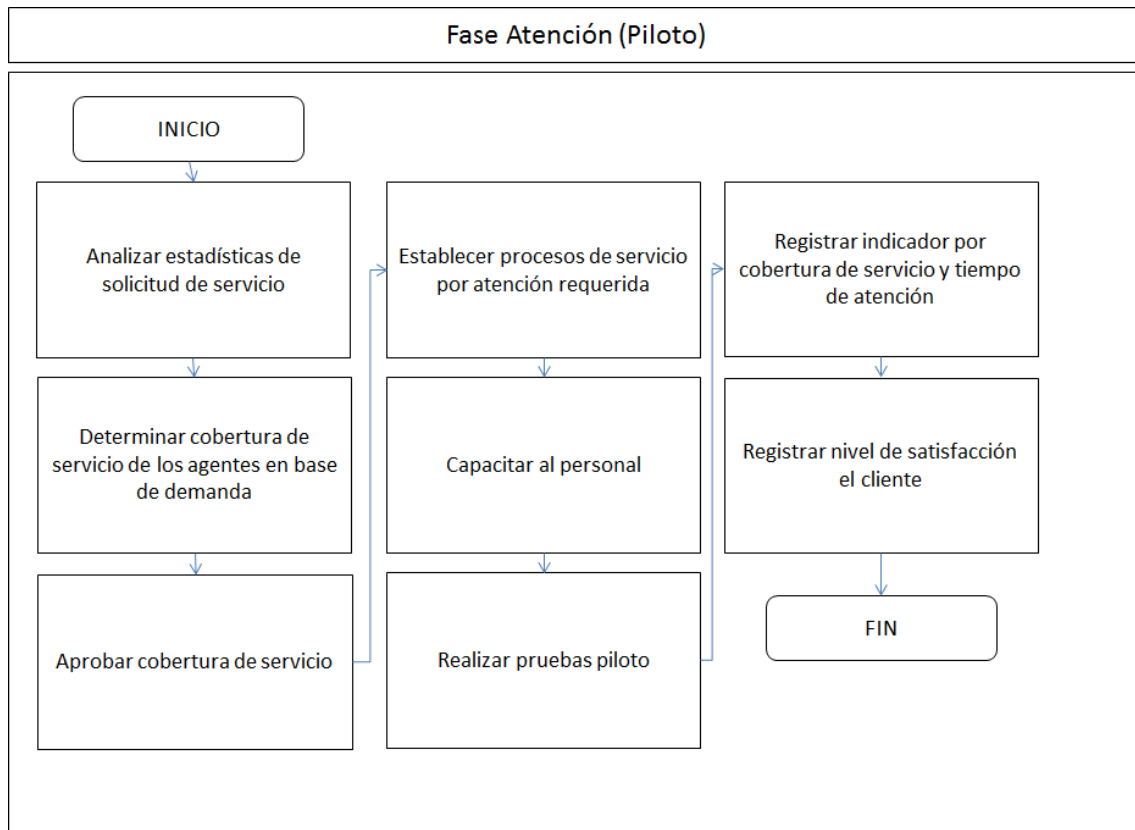 Fase Atención (Piloto)
INICIO
Analizar estadísticas de
solicitud de servicio
Determinar cobertura de
servicio de los agentes en base
de demanda
Aprobar cobertura de servicio
Establecer procesos de servicio
por atención requerida
Capacitar al personal
Realizar pruebas piloto
Registrar indicador por
cobertura de servicio y tiempo
de atención
Registrar nivel de satisfacción
el cliente
FIN